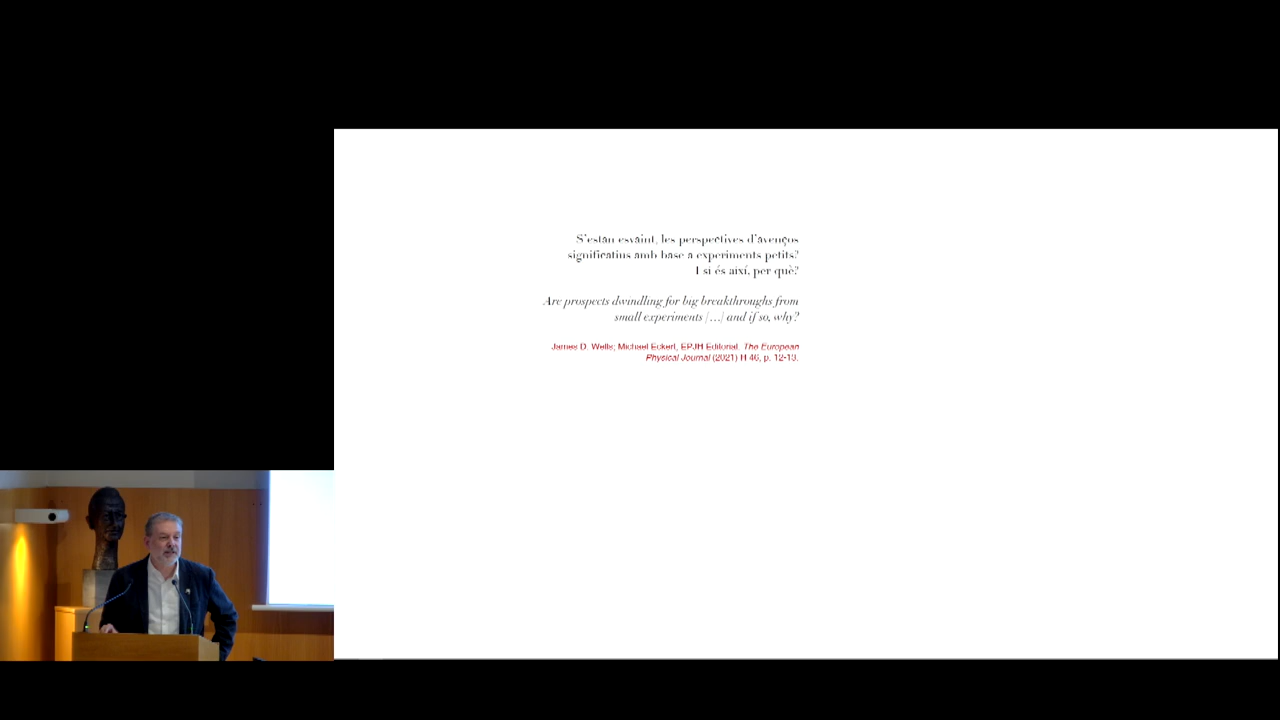 S'estan esvaint, les perspectives d'avenços
significatius amb base a experiments petits?
I si és així, per què?
Are prospects dwindling for big breakthroughs from
small experiments […] and if so, why?
James D. Wells; Michael Eckert, EPJH Editorial. The European
Physical Journal (2021) H 46, p. 12-13.